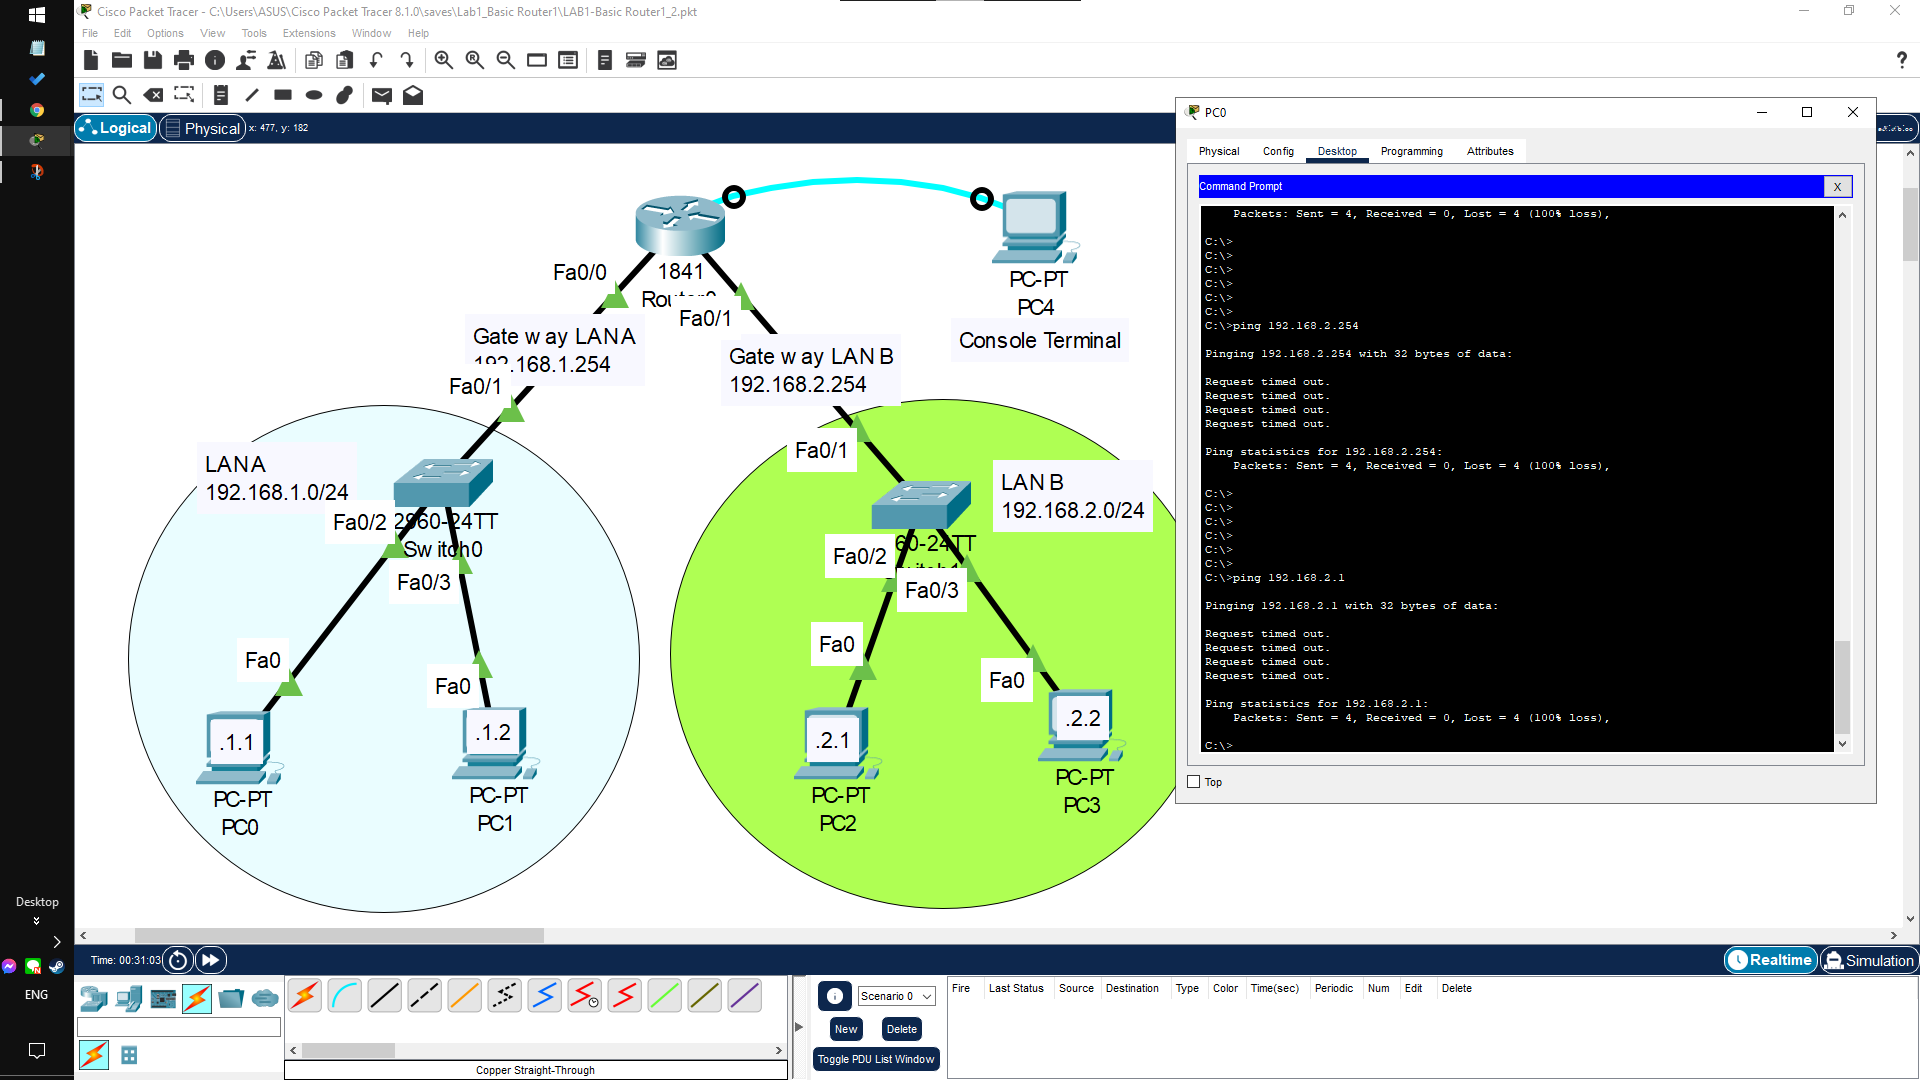 Cisco Packet Tracer - C:\Users\ASUS\Cisco Packet Tracer 8.1.0\saves\Lab1_Basic Router1\LAB1-Basic Router1_2.pkt
File Edit Options View Tools Extensions Window Help
Logical Physical x: 477, y: 182
1841
Fa0/0
Fa0/1
Gate w ay LAN A
.168.1.254
Fa0/1
Gate w ay LAN B
192.168.2.254
PC-PT
PC4
Console Terminal
LAN A
192.168.1.0/24
Fa0/2
2960-24TT
Sw itch0
Fa0/3
Fa0
Fa0
.1.1
PC-PT
PC0
.1.2
PC-PT
PC1
Fa0/1
LAN B
192.168.2.0/24
Fa0/2
60-24TT
Fa0/3
Fa0
Fa0
.2.1
PC-PT
PC2
.2.2
PC-PT
PC3
PC0
Physical Config Desktop Programming Attributes
Command Prompt X
Packets: Sent = 4, Received = 0, Lost = 4 (100% loss),
C:\>
C:\>
C:\>
C:\>
C:\>
C:\>
C:\>ping 192.168.2.254
Pinging 192.168.2.254 with 32 bytes of data:
Request timed out.
Request timed out.
Request timed out.
Request timed out.
Ping statistics for 192.168.2.254:
Packets: Sent = 4, Received = 0, Lost = 4 (100% loss),
C:\>
C:\>
C:\>
C:\>
C:\>
C:\>
C:\>ping 192.168.2.1
Pinging 192.168.2.1 with 32 bytes of data:
Request timed out.
Request timed out.
Request timed out.
Request timed out.
Ping statistics for 192.168.2.1:
Packets: Sent = 4, Received = 0, Lost = 4 (100% loss),
C:\>
Top
Desktop
ENG
Time: 00:31:03
Realtime Simulation
Scenario 0
New Delete
Toggle PDU List Window
Fire Last Status Source Destination Type Color Time(sec) Periodic Num Edit Delete
Copper Straight-Through